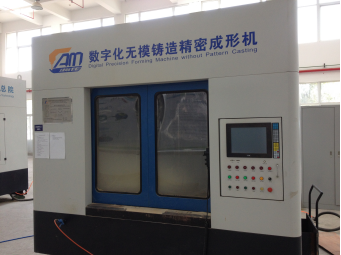 AM
数字化无模铸造精密成形机
Digital Precision Forming Machine without Pattern Casting